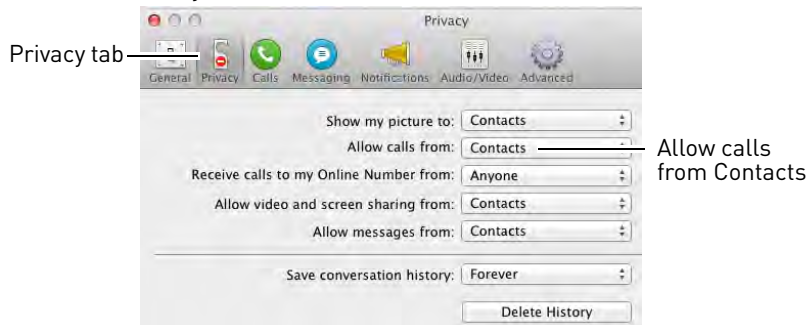 Privacy
Privacy tab
General Privacy Calls Messaging Notifications Audio/Video Advanced
Show my picture to: Contacts
Allow calls from: Contacts
Allow calls
from Contacts
Receive calls to my Online Number from: Anyone
Allow video and screen sharing from: Contacts
Allow messages from: Contacts
Save conversation history: Forever
Delete History